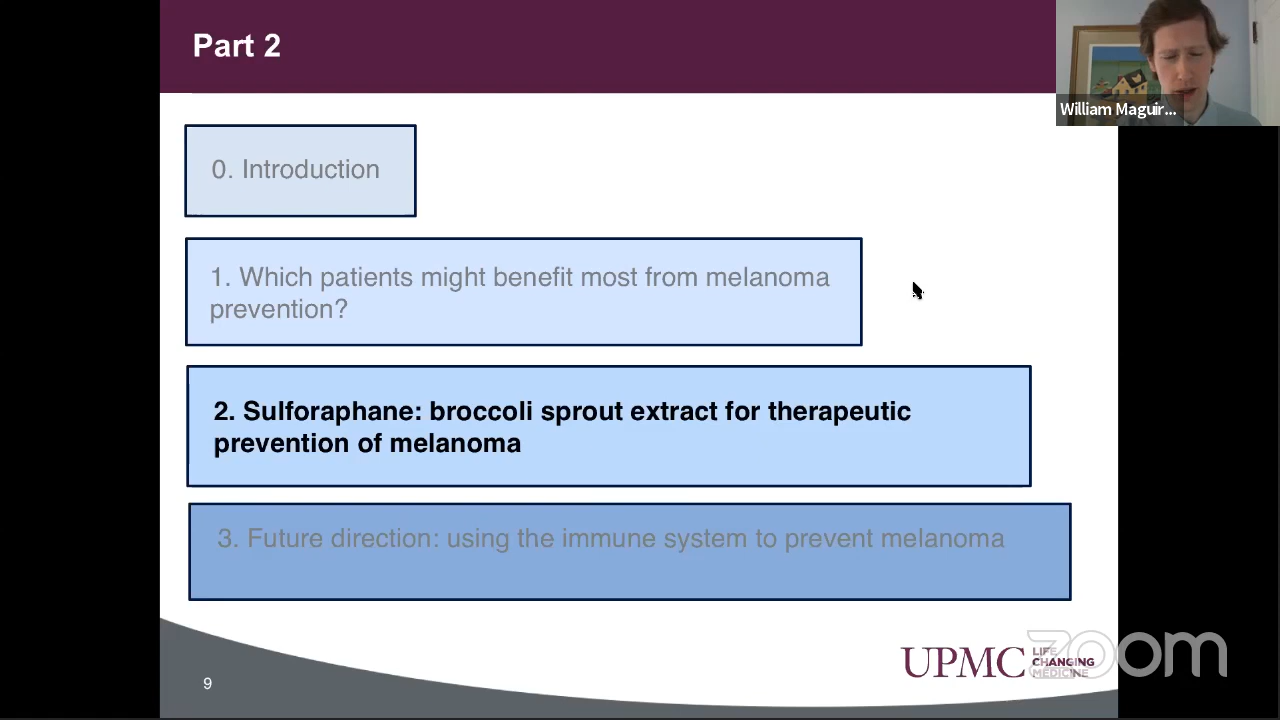 Part 2
William Maguir...
0. Introduction
1. Which patients might benefit most from melanoma
prevention?
2. Sulforaphane: broccoli sprout extract for therapeutic
prevention of melanoma
3. Future direction: using the immune system to prevent melanoma
UPMC
LIFE
CHANGING
MEDICINE
zoom
9